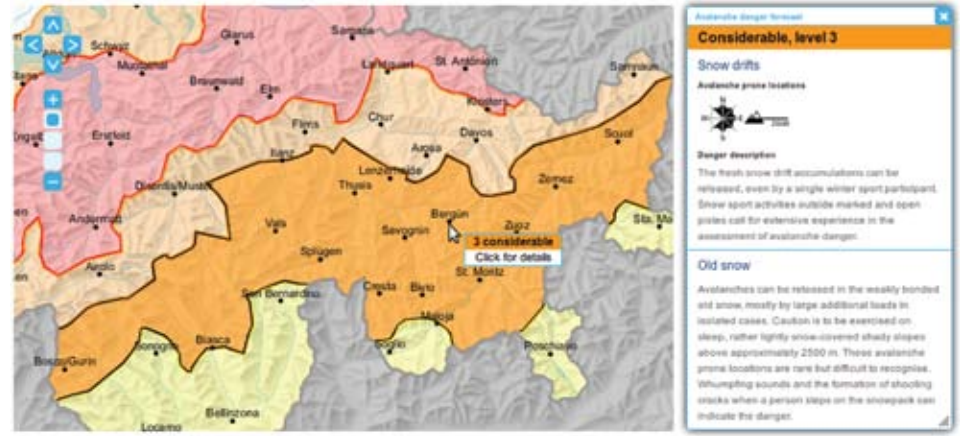 Schwyz
Glarus
Samedan
Muotathal
Landquart
St. Antönien
Samnaun
Braunwald
Elm
Klosters
Engelb
Erstfeld
Flims
Chur
Davos
Scuol
Ilanz
Arosa
Disentis/Muster
Lenzerheide
Thusis
Zernez
Andermatt
Vals
Bergün
Zuoz
Sta. Ma
Savognin
3 considerable
Click for details
Airolo
Splügen
St. Moritz
San Bernardino
Cresta
Bivio
Maloja
Sonogno
Biasca
Soglio
Poschiavo
Bosco/Gurin
Bellinzona
Locarno
Avalanche danger forecast
Considerable, level 3
Snow drifts
Avalanche prone locations
N
W
E
S
2500
Danger description
The fresh snow drift accumulations can be
released, even by a single winter sport participant.
Snow sport activities outside marked and open
pistes call for extensive experience in the
assessment of avalanche danger.
Old snow
Avalanches can be released in the weakly bonded
old snow, mostly by large additional loads in
isolated cases. Caution is to be exercised on
steep, rather lightly snow-covered shady slopes
above approximately 2500 m. These avalanche
prone locations are rare but difficult to recognise.
Whumpfing sounds and the formation of shooting
cracks when a person steps on the snowpack can
indicate the danger.